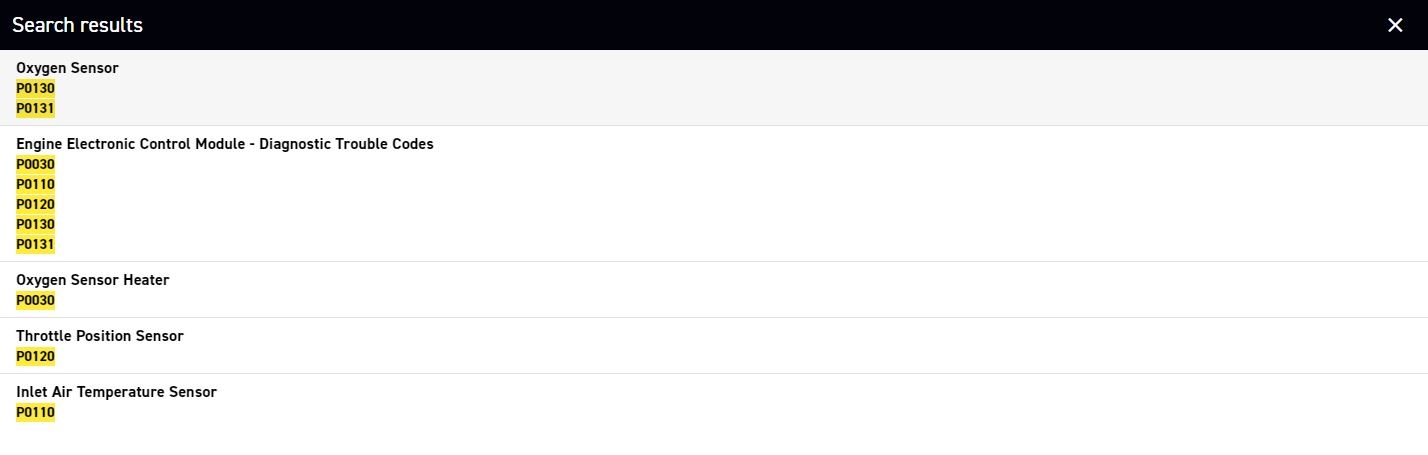 Search results
Oxygen Sensor
P0130
P0131
Engine Electronic Control Module - Diagnostic Trouble Codes
P0030
P0110
P0120
P0130
P0131
Oxygen Sensor Heater
P0030
Throttle Position Sensor
P0120
Inlet Air Temperature Sensor
P0110